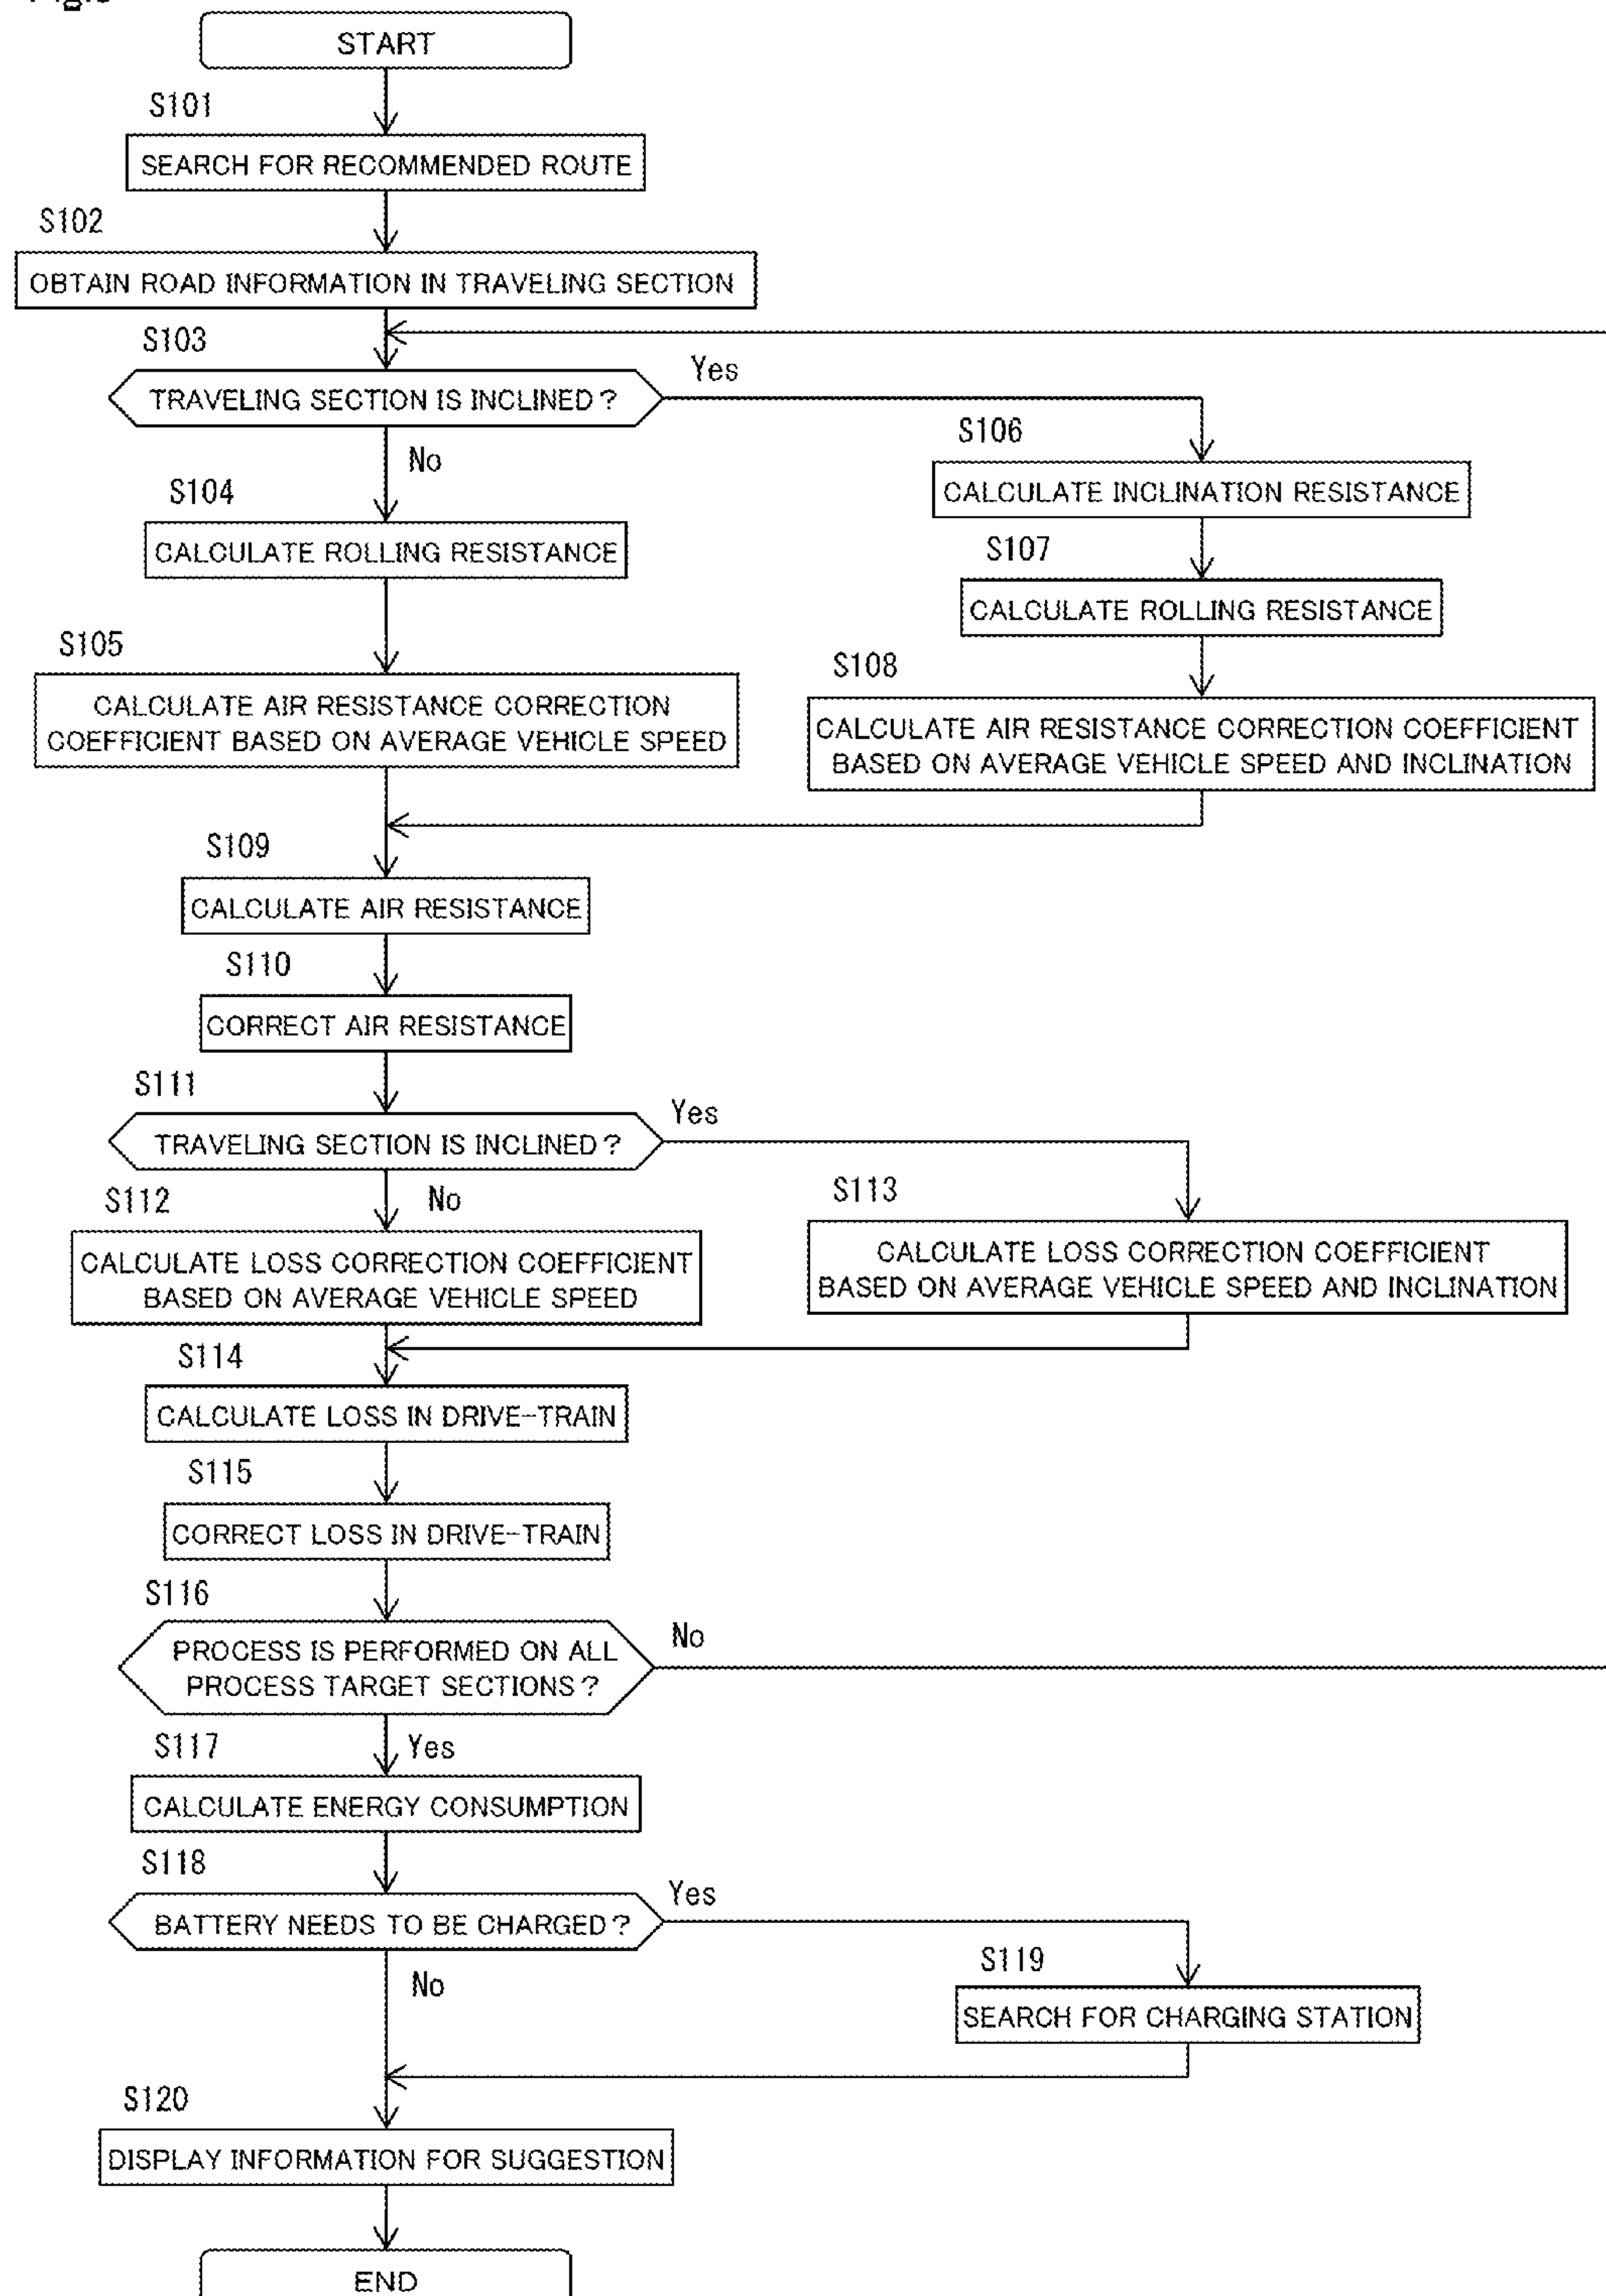 START
S101
SEARCH FOR RECOMMENDED ROUTE
S102
OBTAIN ROAD INFORMATION IN TRAVELING SECTION
S103
TRAVELING SECTION IS INCLINED?
Yes
No
S104
CALCULATE ROLLING RESISTANCE
S105
CALCULATE AIR RESISTANCE CORRECTION
COEFFICIENT BASED ON AVERAGE VEHICLE SPEED
S106
CALCULATE INCLINATION RESISTANCE
S107
CALCULATE ROLLING RESISTANCE
S108
CALCULATE AIR RESISTANCE CORRECTION COEFFICIENT
BASED ON AVERAGE VEHICLE SPEED AND INCLINATION
S109
CALCULATE AIR RESISTANCE
S110
CORRECT AIR RESISTANCE
S111
TRAVELING SECTION IS INCLINED?
Yes
No
S112
CALCULATE LOSS CORRECTION COEFFICIENT
BASED ON AVERAGE VEHICLE SPEED
S113
CALCULATE LOSS CORRECTION COEFFICIENT
BASED ON AVERAGE VEHICLE SPEED AND INCLINATION
S114
CALCULATE LOSS IN DRIVE-TRAIN
S115
CORRECT LOSS IN DRIVE-TRAIN
S116
PROCESS IS PERFORMED ON ALL
PROCESS TARGET SECTIONS?
No
Yes
S117
CALCULATE ENERGY CONSUMPTION
S118
BATTERY NEEDS TO BE CHARGED?
Yes
No
S119
SEARCH FOR CHARGING STATION
S120
DISPLAY INFORMATION FOR SUGGESTION
END